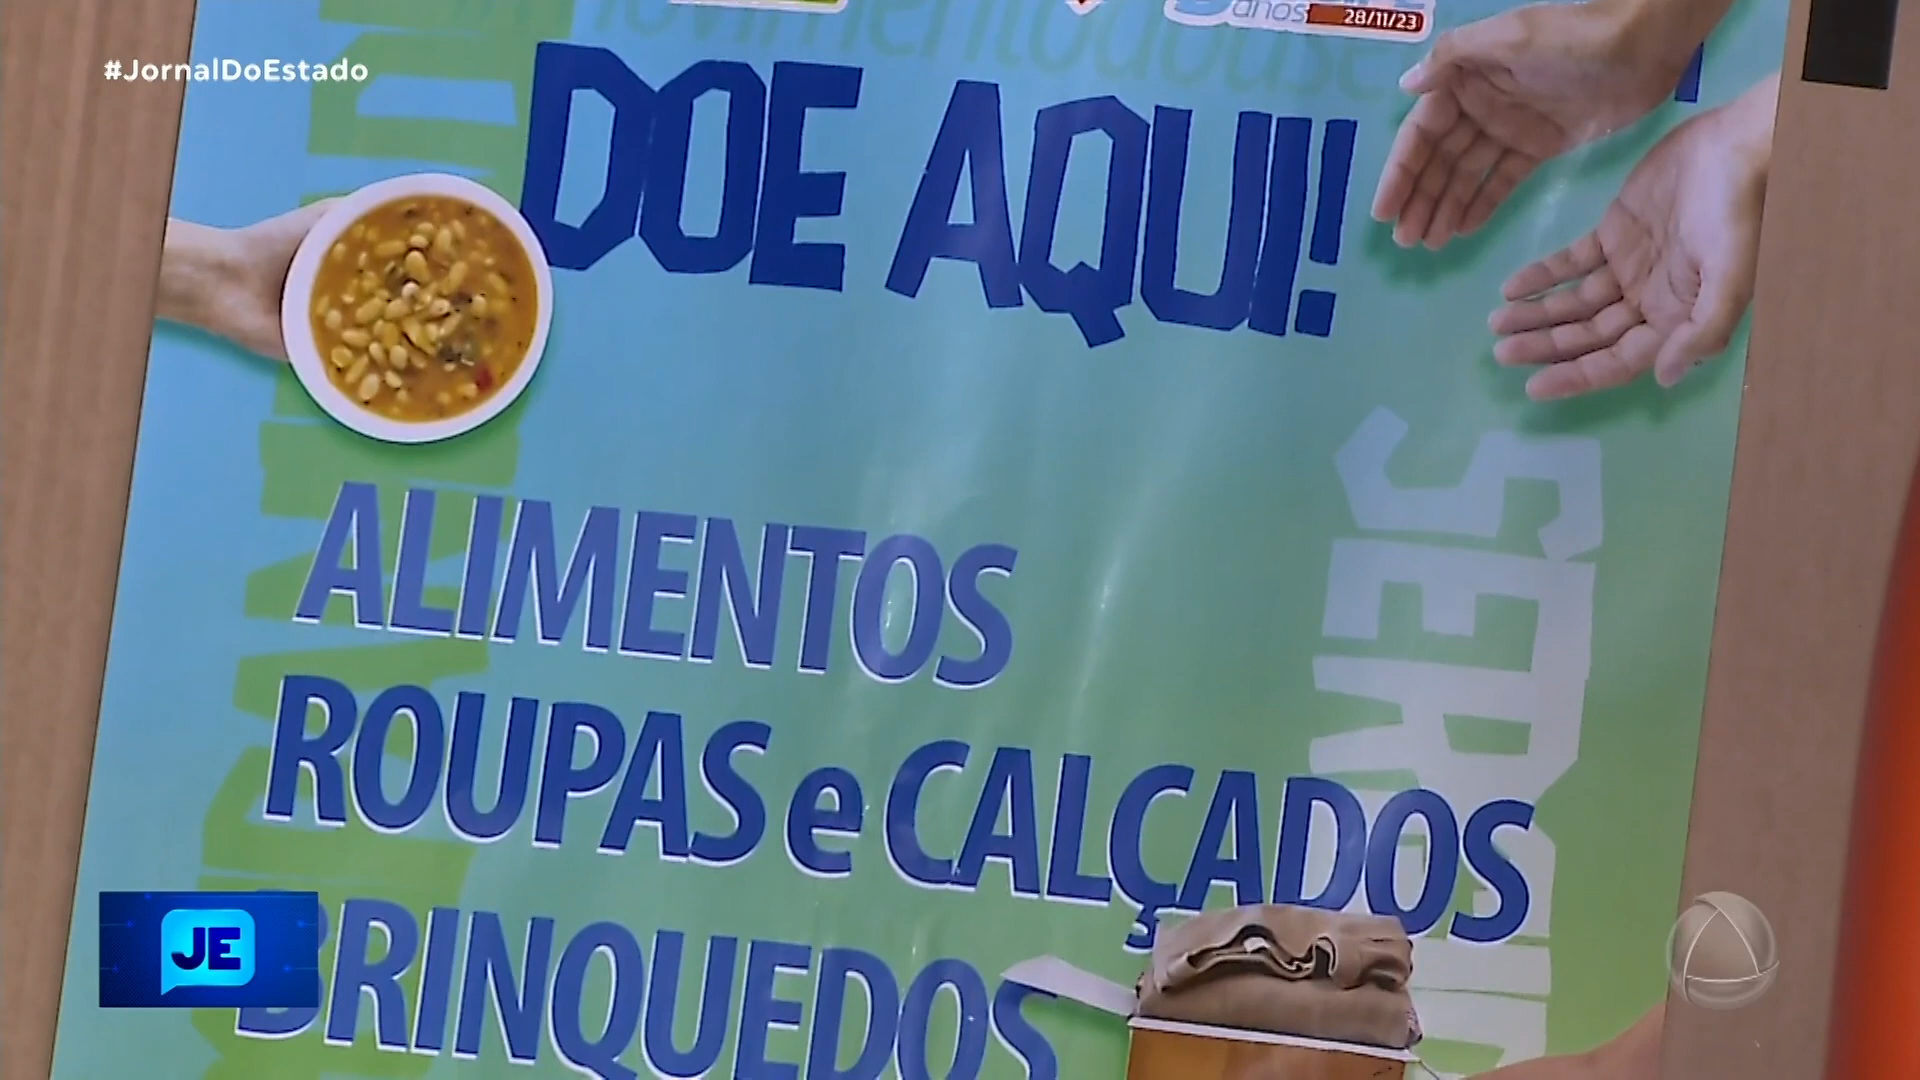 anos
28/11/23
#JornalDoEstado
DOE AQUI!
ALIMENTOS
ROUPAS e CALÇADOS
BRINQUEDOS
JE